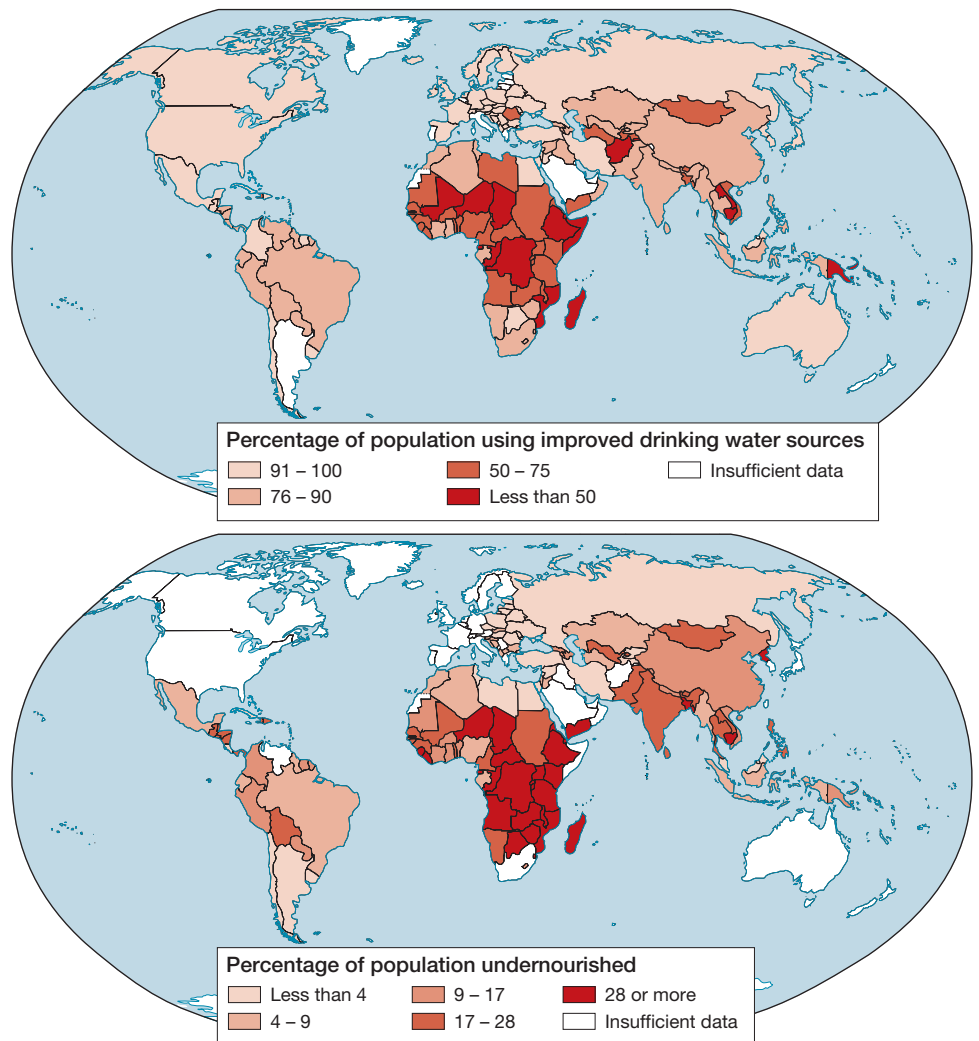 Percentage of population using improved drinking water sources
91 – 100
50 – 75
Insufficient data
76 – 90
Less than 50
Percentage of population undernourished
Less than 4
9 – 17
28 or more
4 – 9
17 – 28
Insufficient data